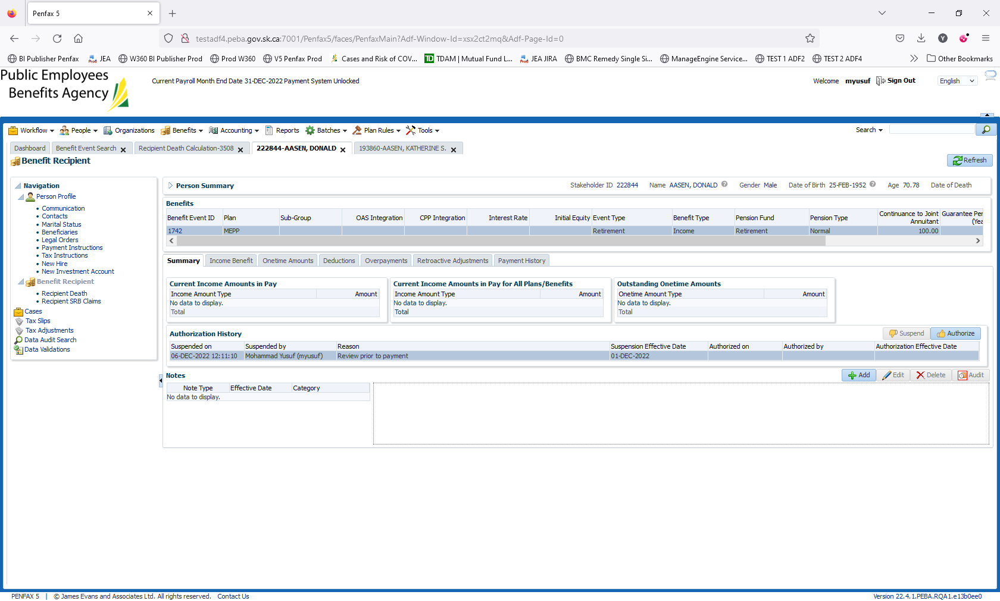 Penfax 5
testadf4.peba.gov.sk.ca:7001/Penfax5/faces/PenfaxMain?Adf-Window-Id=xsx2ct2mq&Adf-Page-Id=0
BI Publisher Penfax JEA W360 BI Publisher Prod Prod W360 V5 Penfax Prod Cases and Risk of COV... TDAM | Mutual Fund L... JEA JIRA BMC Remedy Single Si... ManageEngine Service... TEST 1 ADF2 TEST 2 ADF4 Other Bookmarks
Public Employees
Benefits Agency
Current Payroll Month End Date 31-DEC-2022 Payment System Unlocked
Welcome myusuf Sign Out English
Workflow People Organizations Benefits Accounting Reports Batches Plan Rules Tools Search
Dashboard Benefit Event Search Recipient Death Calculation-3508 222844-AASEN, DONALD 193860-AASEN, KATHERINE S.
Benefit Recipient
Refresh
Navigation
Person Profile
Communication
Contacts
Marital Status
Beneficiaries
Legal Orders
Payment Instructions
Tax Instructions
New Hire
New Investment Account
Benefit Recipient
Recipient Death
Recipient SRB Claims
Cases
Tax Slips
Tax Adjustments
Data Audit Search
Data Validations
Person Summary Stakeholder ID 222844 Name AASEN, DONALD Gender Male Date of Birth 25-FEB-1952 Age 70.78 Date of Death
Benefits
Benefit Event ID Plan Sub-Group OAS Integration CPP Integration Interest Rate Initial Equity Event Type Benefit Type Pension Fund Pension Type Continuance to Joint Annuitant Guarantee Per (Yea
1742 MEPP Retirement Income Retirement Normal 100.00
Summary Income Benefit Onetime Amounts Deductions Overpayments Retroactive Adjustments Payment History
Current Income Amounts in Pay
Income Amount Type Amount
No data to display.
Total
Current Income Amounts in Pay for All Plans/Benefits
Income Amount Type Amount
No data to display.
Total
Outstanding Onetime Amounts
Onetime Amount Type Amount
No data to display.
Total
Authorization History Suspend Authorize
Suspended on Suspended by Reason Suspension Effective Date Authorized on Authorized by Authorization Effective Date
06-DEC-2022 12:11:10 Mohammad Yusuf (myusuf) Review prior to payment 01-DEC-2022
Notes Add Edit Delete Audit
Note Type Effective Date Category
No data to display.
PENFAX 5 | © James Evans and Associates Ltd. All rights reserved. Contact Us Version 22.4.1.PEBA.RQA1.e13b0ee0